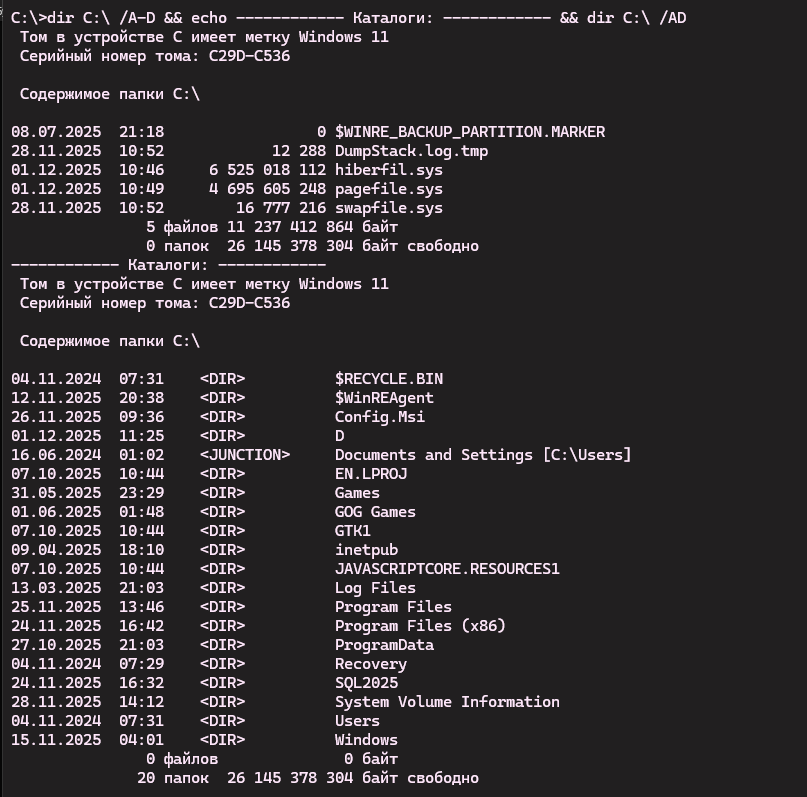 C:\>dir C:\ /A-D && echo ------------ Каталоги: ------------ && dir C:\ /AD
 Том в устройстве C имеет метку Windows 11
 Серийный номер тома: C29D-C536

 Содержимое папки C:\

08.07.2025  21:18                 0 $WINRE_BACKUP_PARTITION.MARKER
28.11.2025  10:52            12 288 DumpStack.log.tmp
01.12.2025  10:46     6 525 018 112 hiberfil.sys
01.12.2025  10:49     4 695 605 248 pagefile.sys
28.11.2025  10:52        16 777 216 swapfile.sys
               5 файлов 11 237 412 864 байт
               0 папок  26 145 378 304 байт свободно
------------ Каталоги: ------------
 Том в устройстве C имеет метку Windows 11
 Серийный номер тома: C29D-C536

 Содержимое папки C:\

04.11.2024  07:31    <DIR>          $RECYCLE.BIN
12.11.2025  20:38    <DIR>          $WinREAgent
26.11.2025  09:36    <DIR>          Config.Msi
01.12.2025  11:25    <DIR>          D
16.06.2024  01:02    <JUNCTION>     Documents and Settings [C:\Users]
07.10.2025  10:44    <DIR>          EN.LPROJ
31.05.2025  23:29    <DIR>          Games
01.06.2025  01:48    <DIR>          GOG Games
07.10.2025  10:44    <DIR>          GTK1
09.04.2025  18:10    <DIR>          inetpub
07.10.2025  10:44    <DIR>          JAVASCRIPTCORE.RESOURCES1
13.03.2025  21:03    <DIR>          Log Files
25.11.2025  13:46    <DIR>          Program Files
24.11.2025  16:42    <DIR>          Program Files (x86)
27.10.2025  21:03    <DIR>          ProgramData
04.11.2024  07:29    <DIR>          Recovery
24.11.2025  16:32    <DIR>          SQL2025
28.11.2025  14:12    <DIR>          System Volume Information
04.11.2024  07:31    <DIR>          Users
15.11.2025  04:01    <DIR>          Windows
               0 файлов              0 байт
              20 папок  26 145 378 304 байт свободно